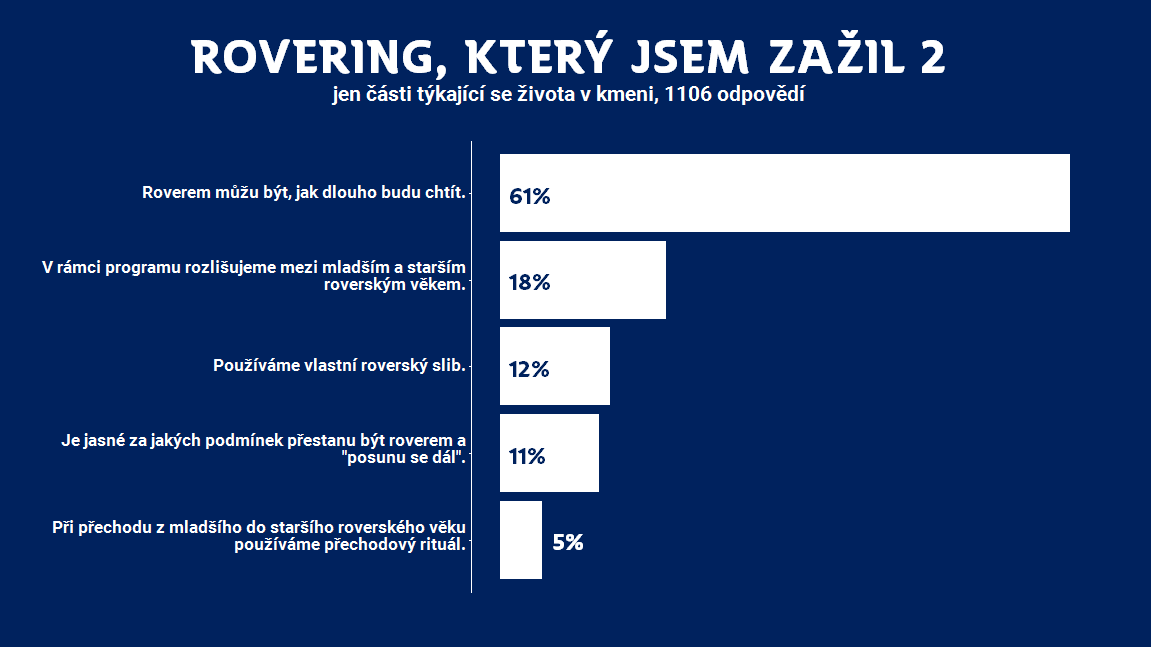 ROVERING, KTERÝ JSEM ZAŽIL 2
jen části týkající se života v kmeni, 1106 odpovědí
Roverem můžu být, jak dlouho budu chtít.
61%
V rámci programu rozlišujeme mezi mladším a starším
roverským věkem.
18%
Používáme vlastní roverský slib.
12%
Je jasné za jakých podmínek přestanu být roverem a
"posunu se dál".
11%
Při přechodu z mladšího do staršího roverského věku
používáme přechodový rituál.
5%